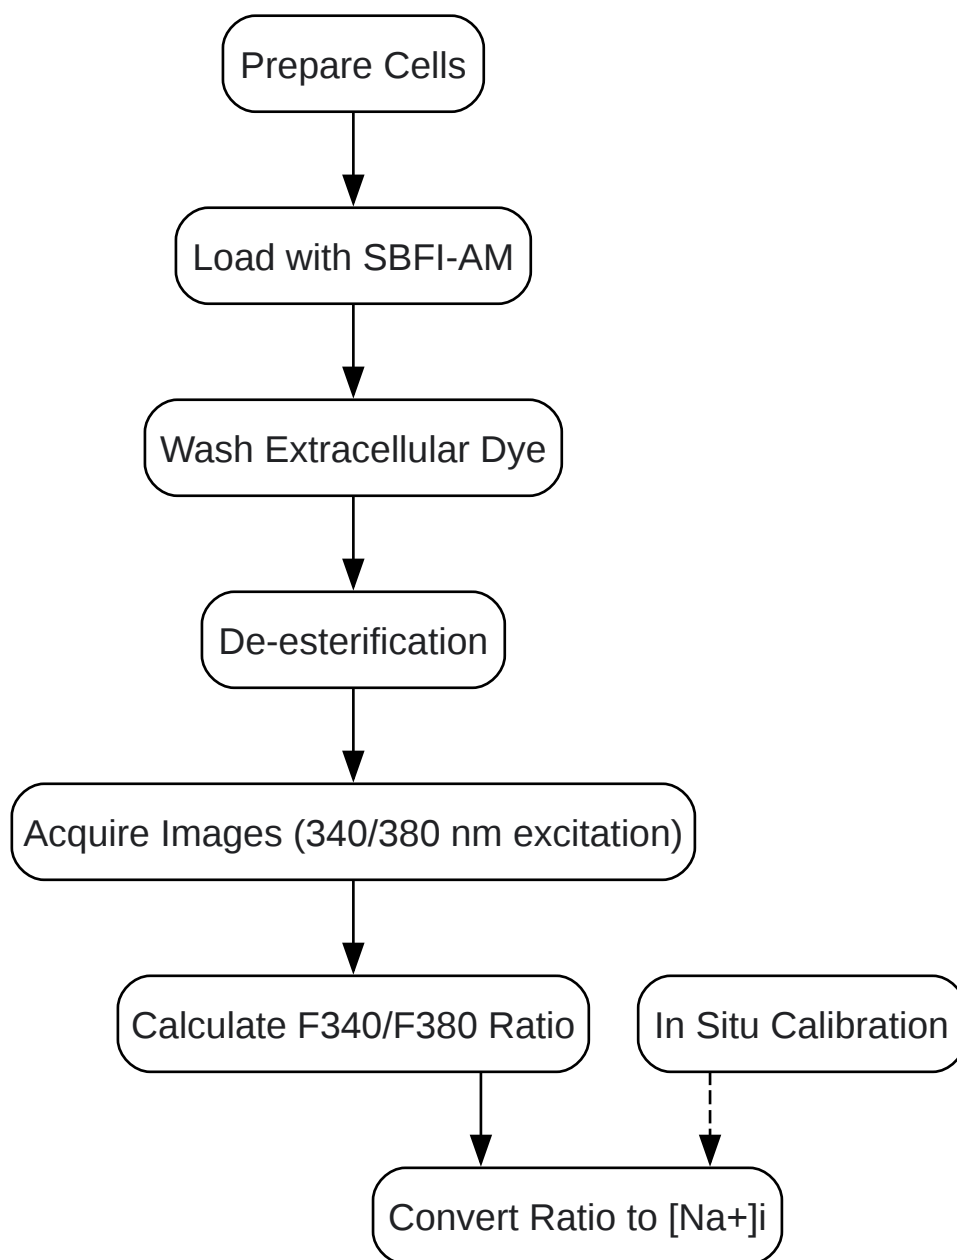 Prepare Cells
Load with SBFI-AM
Wash Extracellular Dye
De-esterification
Acquire Images (340/380 nm excitation)
Calculate F340/F380 Ratio
In Situ Calibration
Convert Ratio to [Na+]i